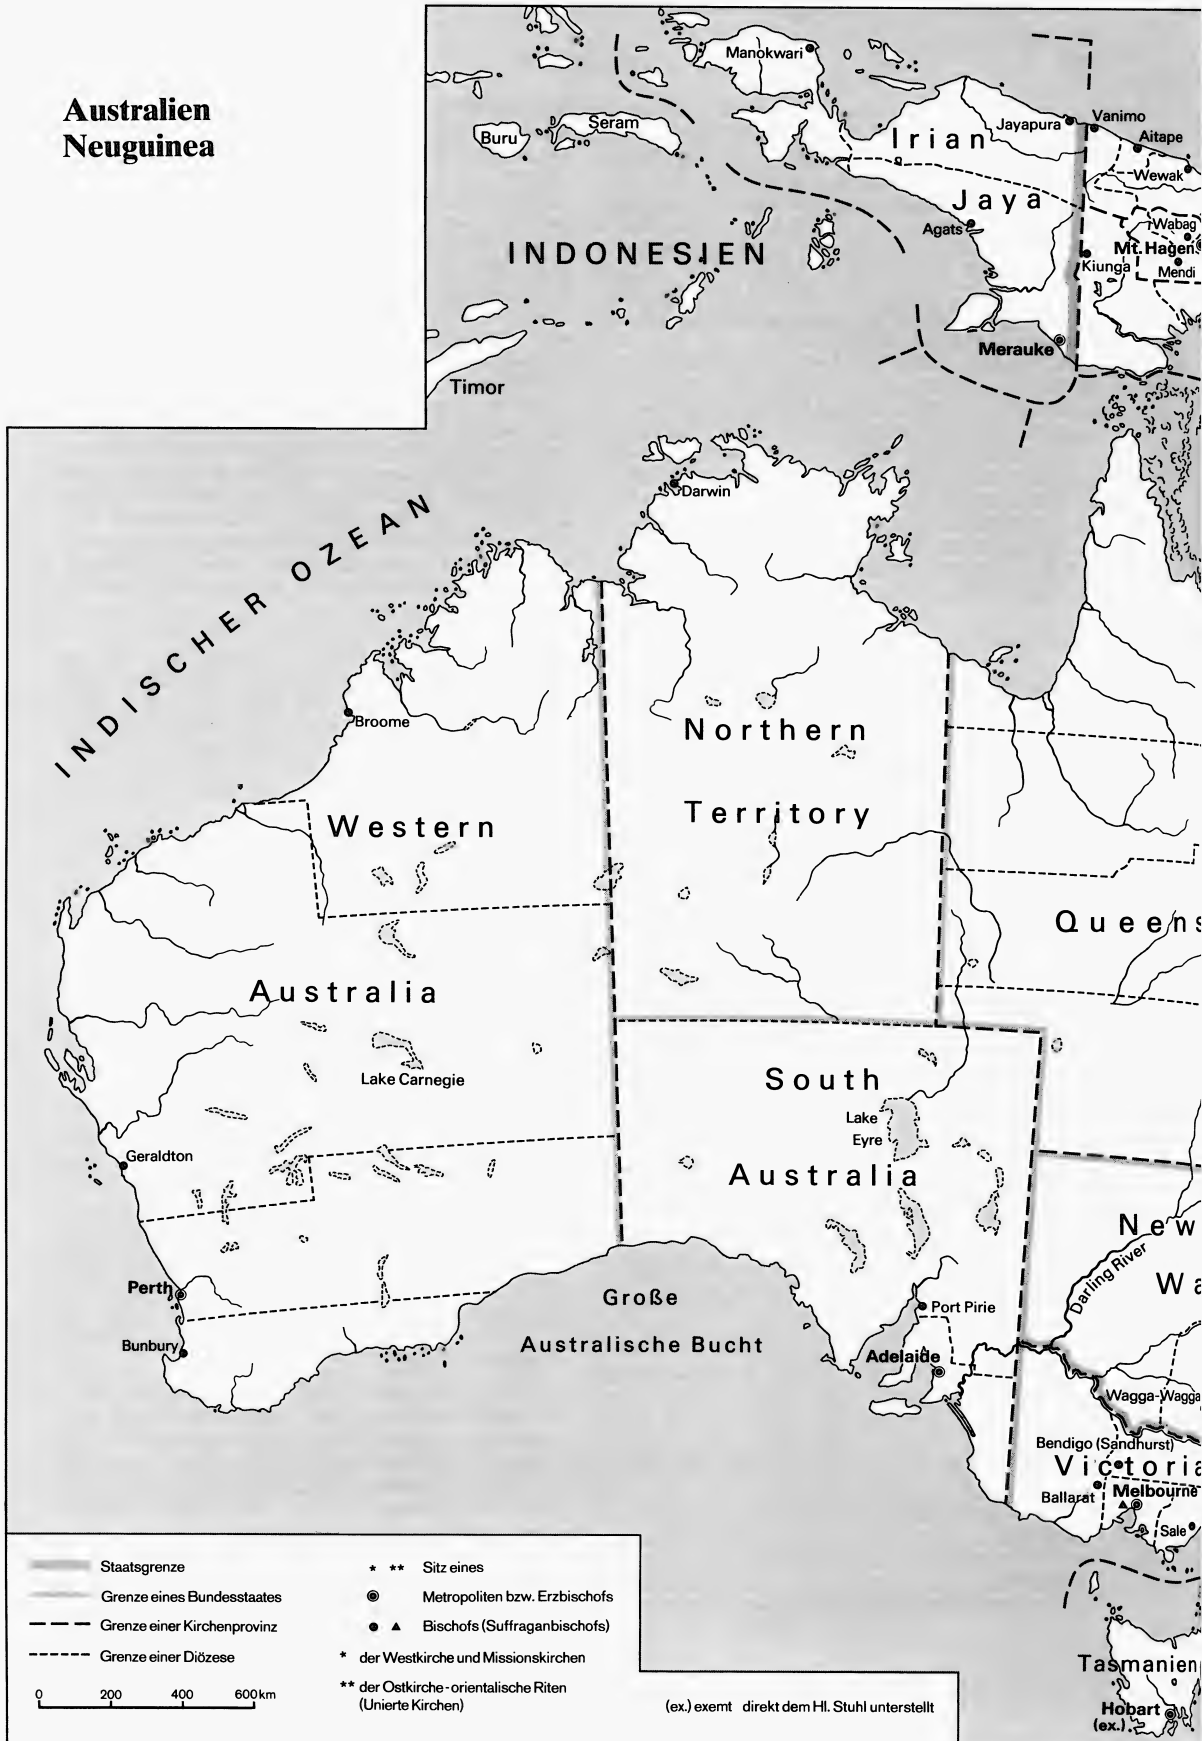 Australien
Neuguinea
Manokwari
Buru
Seram
Irian
Jayapura
Vanimo
Aitape
Wewak
Jaya
Agats
Wabag
Mt. Hagen
Kiunga
Mendi
INDONESIEN
Merauke
Timor
Darwin
INDISCHER OZEAN
Broome
Northern
Territory
Western
Australia
Queens
Lake Carnegie
South
Lake
Eyre
Australia
Geraldton
New
Darling River
Wa
Perth
Große
Port Pirie
Bunbury
Australische Bucht
Adelaide
Wagga-Wagga
Bendigo (Sandhurst)
Victoria
Ballarat
Melbourne
Sale
Staatsgrenze
Grenze eines Bundesstaates
Grenze einer Kirchenprovinz
Grenze einer Diözese
0 200 400 600 km
* ** Sitz eines
Metropoliten bzw. Erzbischofs
Bischofs (Suffraganbischofs)
* der Westkirche und Missionskirchen
** der Ostkirche-orientalische Riten
(Unierte Kirchen)
(ex.) exemt direkt dem Hl. Stuhl unterstellt
Tasmanien
Hobart
(ex.)